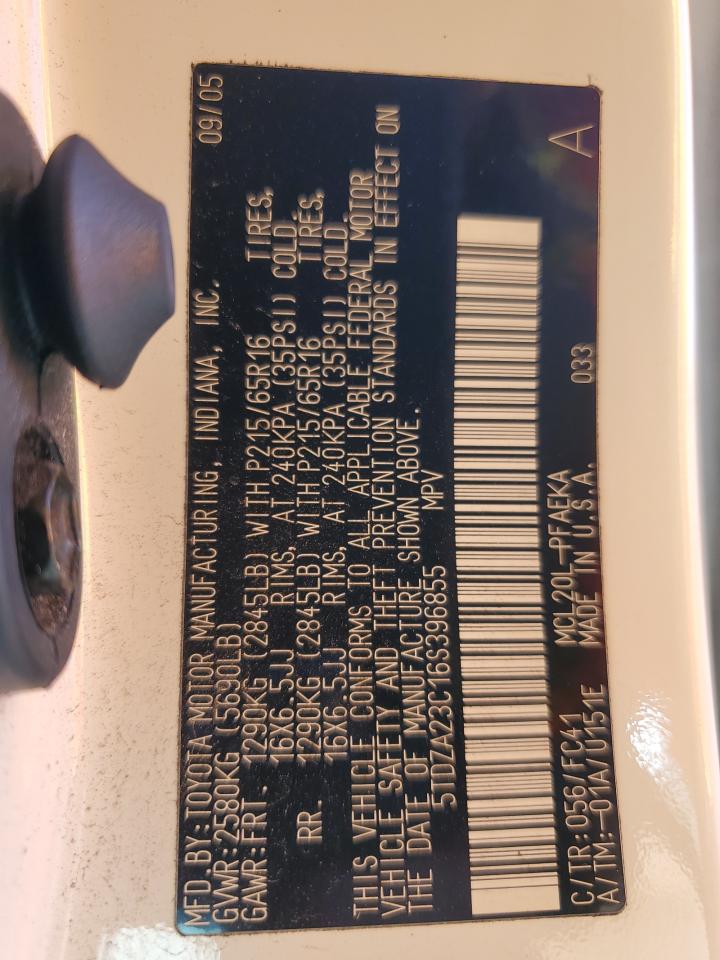 MFD.BY:TOYOTA MOTOR MANUFACTURING, INDIANA, INC. 09/05
GVWR:2580KG (5690LB)
GAWR:FRT. 1290KG (2845LB) WITH P215/65R16 TIRES,
16X6.5JJ RIMS, AT 240KPA (35PSI) COLD.
RR. 1290KG (2845LB) WITH P215/65R16 TIRES,
16X6.5JJ RIMS, AT 240KPA (35PSI) COLD.
THIS VEHICLE CONFORMS TO ALL APPLICABLE FEDERAL MOTOR
VEHICLE SAFETY AND THEFT PREVENTION STANDARDS IN EFFECT ON
THE DATE OF MANUFACTURE SHOWN ABOVE.
5TDZA23C16S396855 MPV
C/TR:056/FC41 MCL20L-PFAEKA 033 A
A/TM:-01A/U151E MADE IN U.S.A.